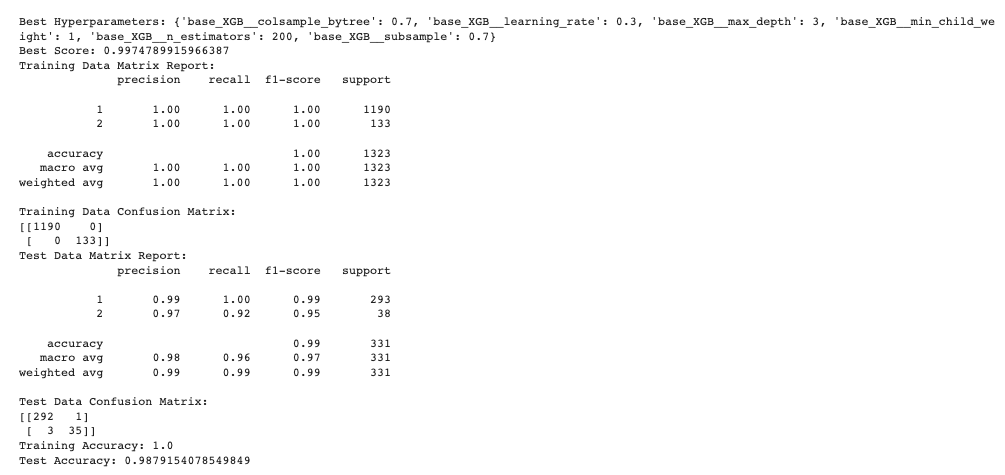 Best Hyperparameters: {'base_XGB__colsample_bytree': 0.7, 'base_XGB__learning_rate': 0.3, 'base_XGB__max_depth': 3, 'base_XGB__min_child_we
ight': 1, 'base_XGB__n_estimators': 200, 'base_XGB__subsample': 0.7}
Best Score: 0.9974789915966387
Training Data Matrix Report:
              precision    recall  f1-score   support

           1       1.00      1.00      1.00      1190
           2       1.00      1.00      1.00       133

    accuracy                           1.00      1323
   macro avg       1.00      1.00      1.00      1323
weighted avg       1.00      1.00      1.00      1323

Training Data Confusion Matrix:
[[1190    0]
 [   0  133]]
Test Data Matrix Report:
              precision    recall  f1-score   support

           1       0.99      1.00      0.99       293
           2       0.97      0.92      0.95        38

    accuracy                           0.99       331
   macro avg       0.98      0.96      0.97       331
weighted avg       0.99      0.99      0.99       331

Test Data Confusion Matrix:
[[292   1]
 [  3  35]]
Training Accuracy: 1.0
Test Accuracy: 0.9879154078549849